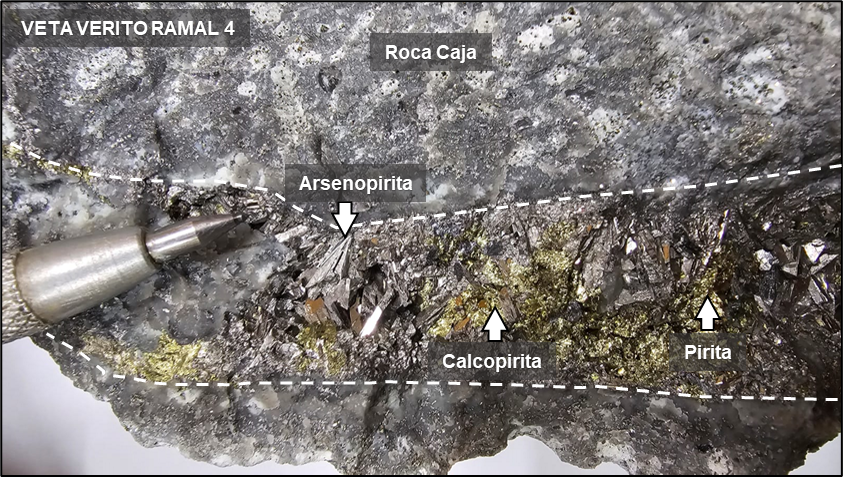 VETA VERITO RAMAL 4
Roca Caja
Arsenopirita
Calcopirita
Pirita